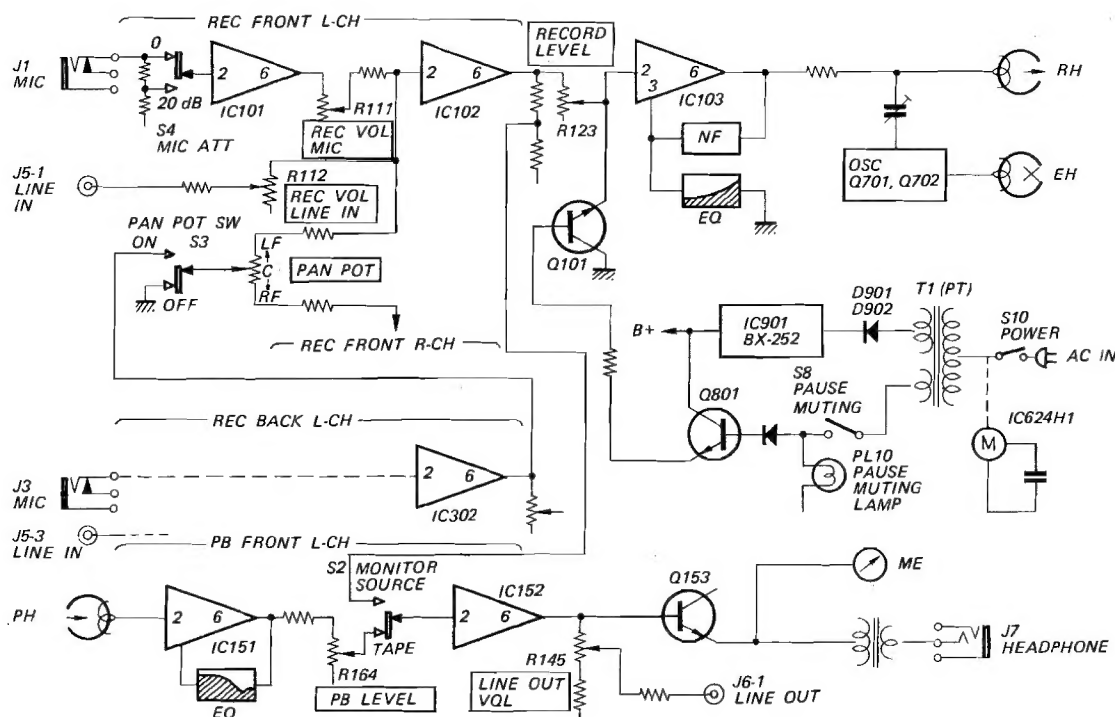 REC FRONT L-CH
J1
MIC
0
20 dB
S4
MIC ATT
2
6
IC101
R111
REC VOL
MIC
2
6
IC102
RECORD
LEVEL
R123
2
3
6
IC103
NF
EQ
RH
OSC
Q701, Q702
EH
J5-1
LINE
IN
R112
REC VOL
LINE IN
PAN POT SW
ON
S3
OFF
LF
C
RF
PAN POT
REC FRONT R-CH
Q101
B+
IC901
BX-252
D901
D902
T1 (PT)
S10
POWER
AC IN
S8
PAUSE
MUTING
Q801
PL10
PAUSE
MUTING
LAMP
IC624H1
M
REC BACK L-CH
J3
MIC
2
6
IC302
J5-3
LINE IN
PB FRONT L-CH
PH
2
6
IC151
EQ
R164
PB LEVEL
S2
MONITOR
SOURCE
TAPE
2
6
IC152
R145
LINE OUT
VOL
J6-1
LINE OUT
Q153
ME
J7
HEADPHONE